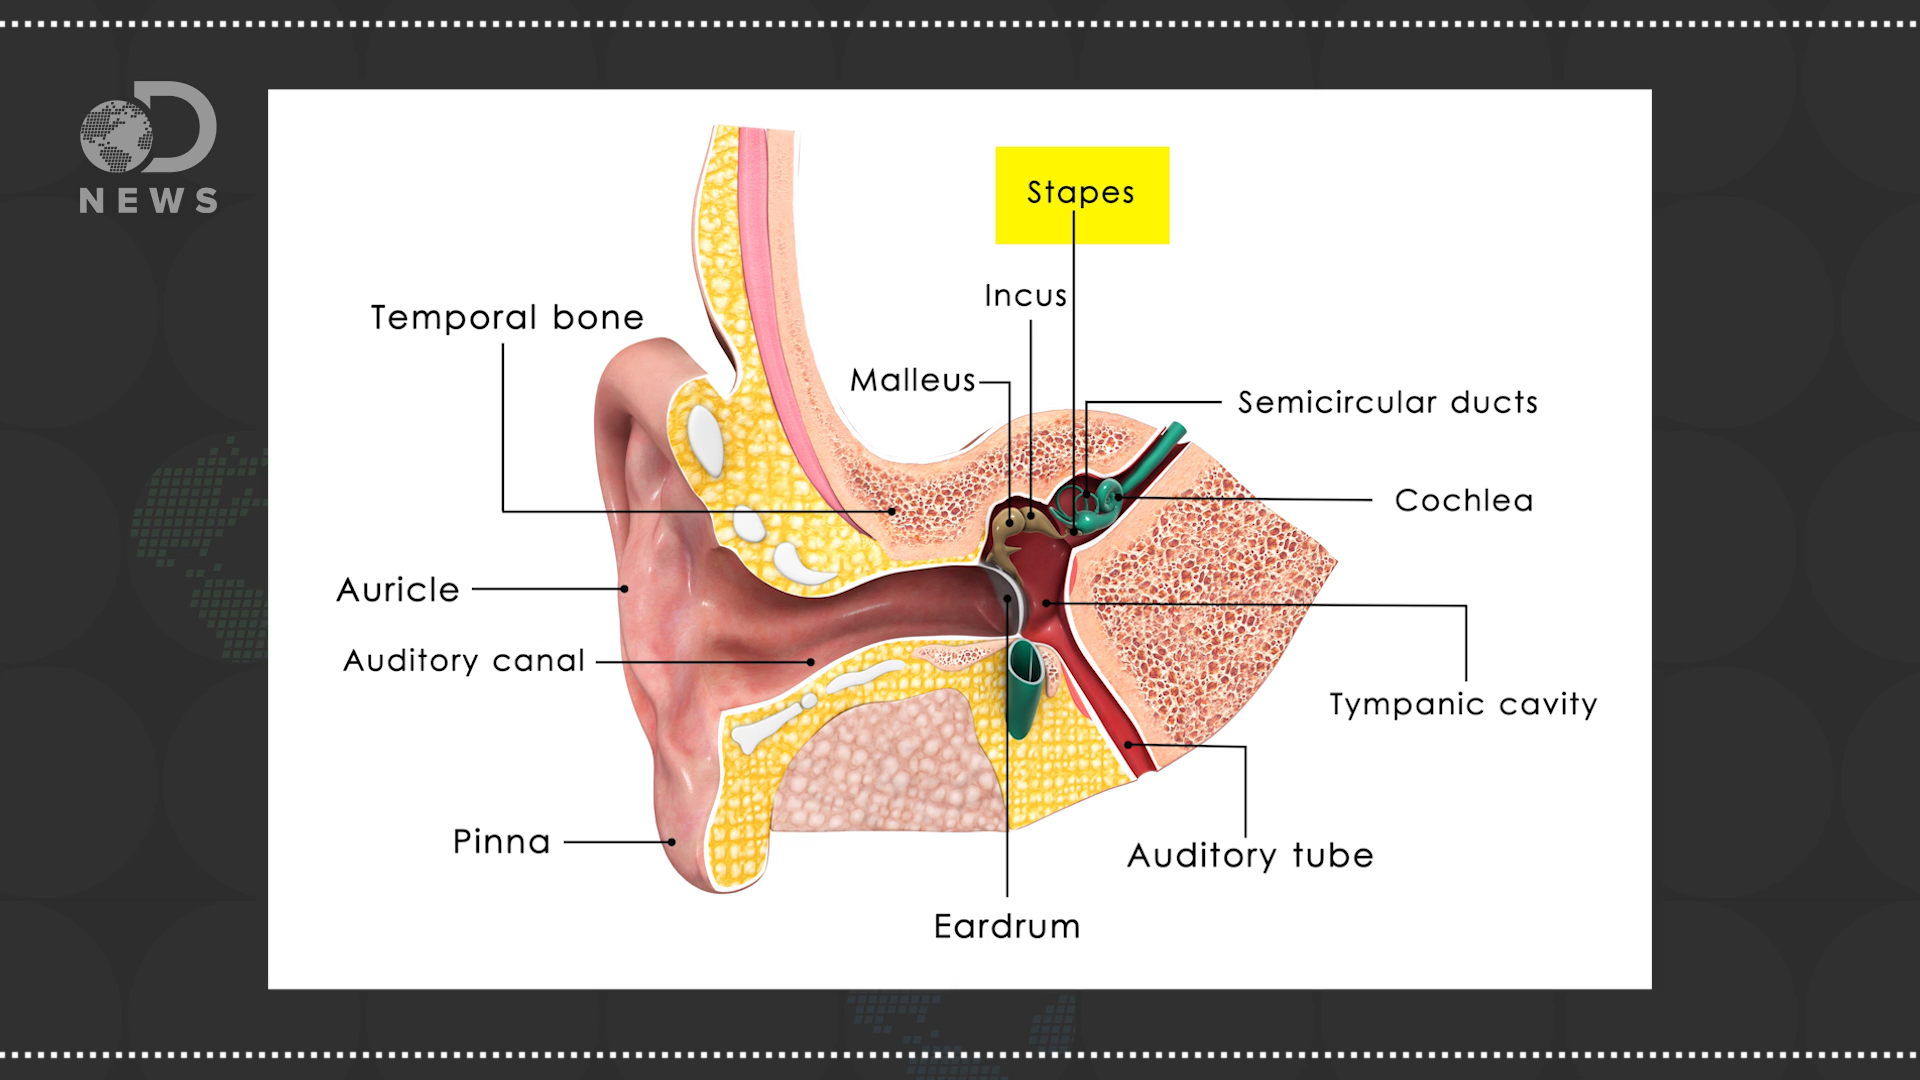 D
NEWS
Stapes
Incus
Temporal bone
Malleus
Semicircular ducts
Cochlea
Auricle
Auditory canal
Tympanic cavity
Pinna
Auditory tube
Eardrum